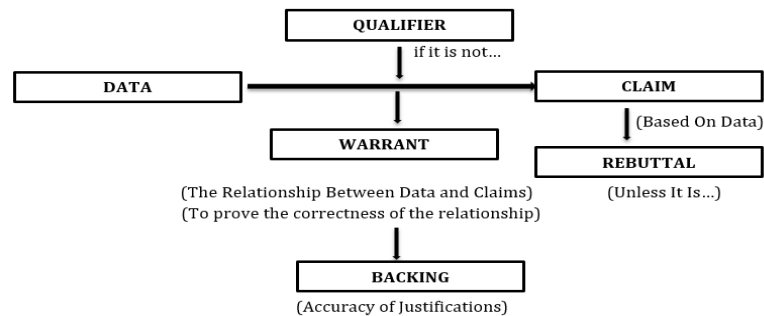 QUALIFIER
if it is not…
DATA
CLAIM
(Based On Data)
WARRANT
REBUTTAL
(The Relationship Between Data and Claims)
(Unless It Is…)
(To prove the correctness of the relationship)
BACKING
(Accuracy of Justifications)